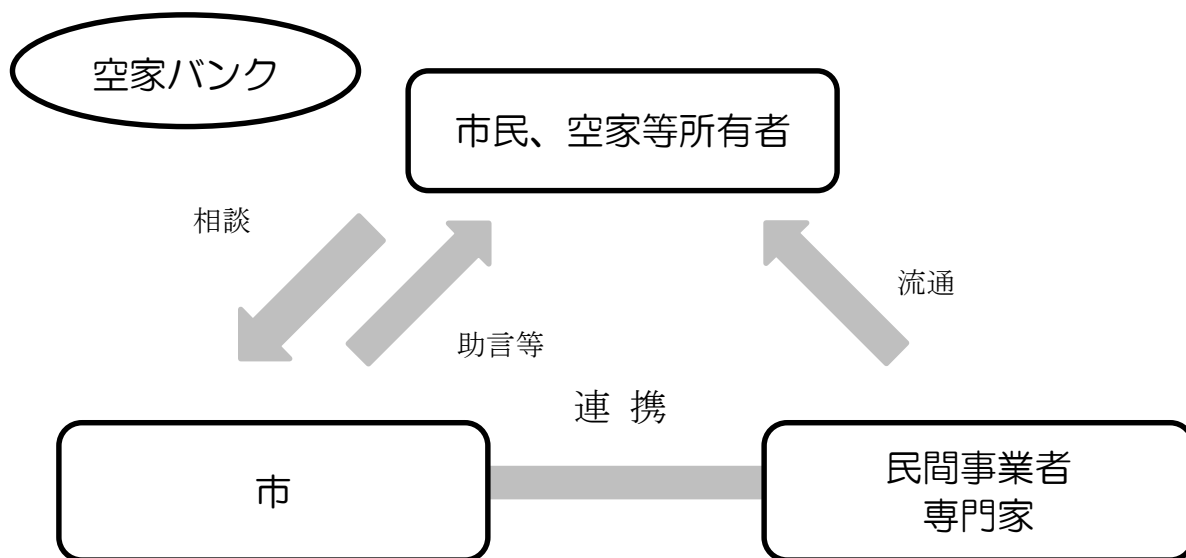 空家バンク
市民、空家等所有者
相談
流通
助言等
連 携
市
民間事業者
専門家